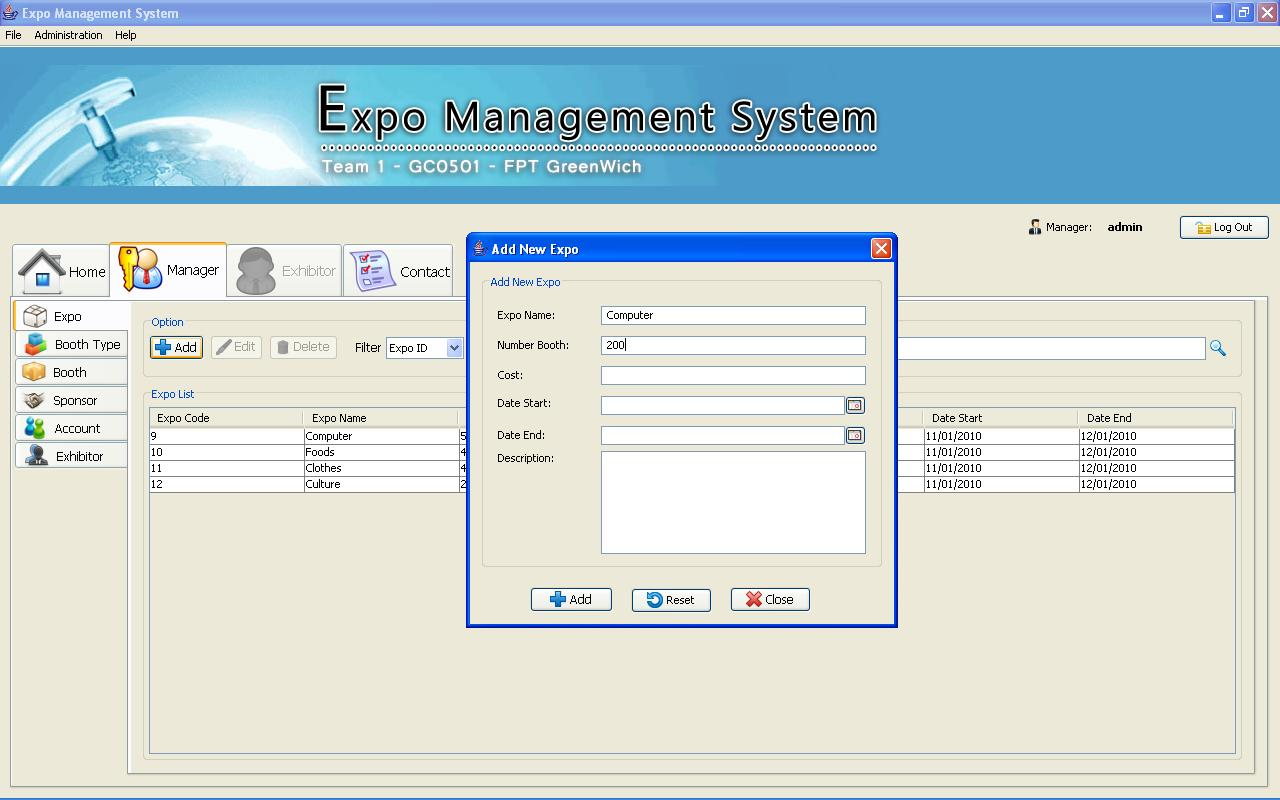 Expo Management System
File Administration Help
Expo Management System
Team 1 - GC0501 - FPT GreenWich
Manager: admin Log Out
Home Manager Exhibitor Contact
Expo
Booth Type
Booth
Sponsor
Account
Exhibitor
Option
Add Edit Delete Filter Expo ID
Expo List
Expo Code Expo Name Date Start Date End
9 Computer 5 11/01/2010 12/01/2010
10 Foods 4 11/01/2010 12/01/2010
11 Clothes 4 11/01/2010 12/01/2010
12 Culture 2 11/01/2010 12/01/2010
Add New Expo
Add New Expo
Expo Name: Computer
Number Booth: 200
Cost:
Date Start:
Date End:
Description:
Add Reset Close